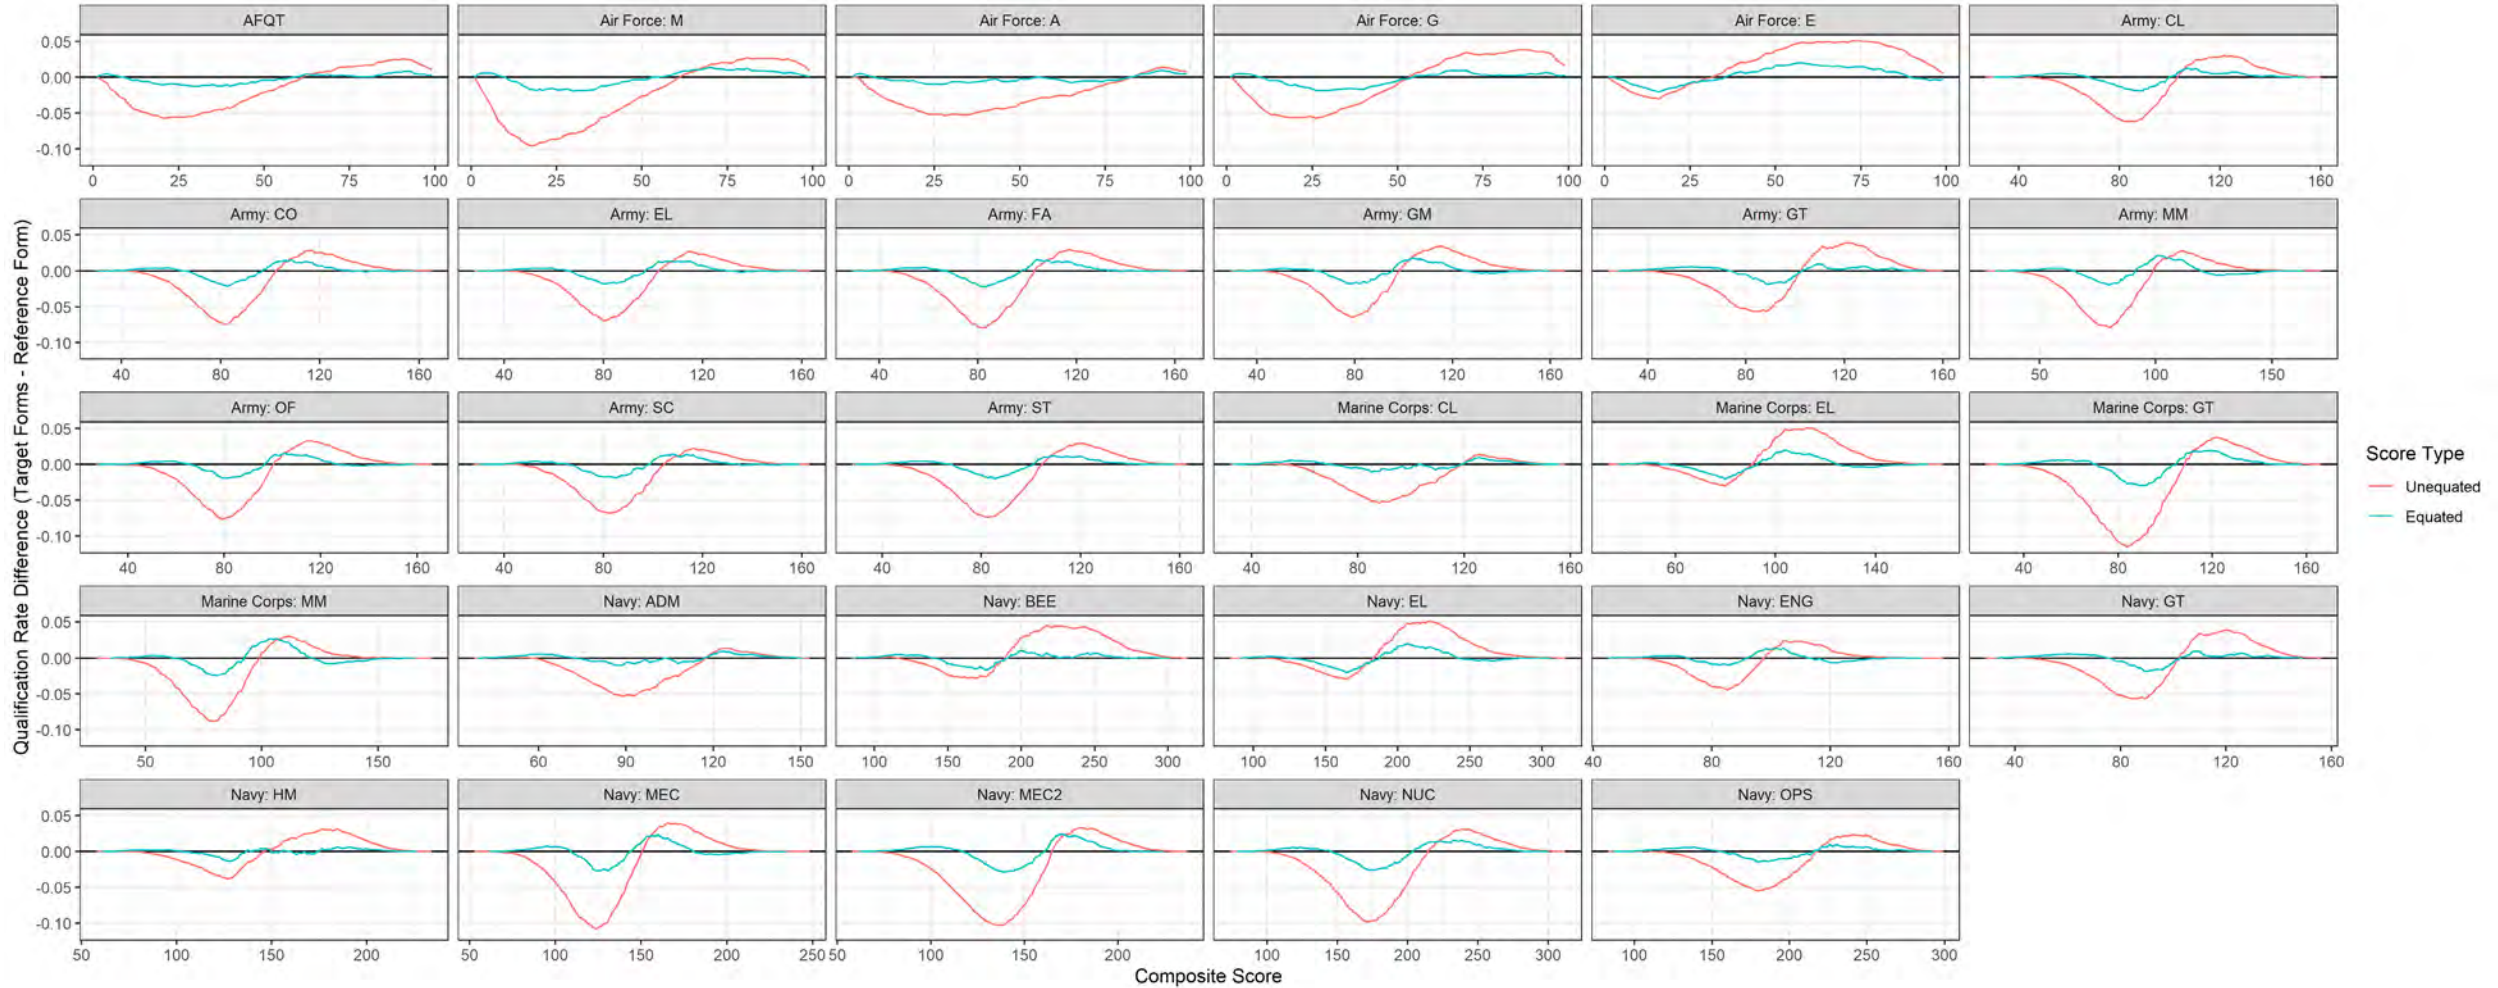 AFQT Air Force: M Air Force: A Air Force: G Air Force: E Army: CL
0.05
0.00
-0.05
-0.10
0 25 50 75 100 0 25 50 75 100 0 25 50 75 100 0 25 50 75 100 0 25 50 75 100 40 80 120 160
Army: CO Army: EL Army: FA Army: GM Army: GT Army: MM
0.05
0.00
-0.05
-0.10
40 80 120 160 40 80 120 160 40 80 120 160 40 80 120 160 40 80 120 160 50 100 150
Army: OF Army: SC Army: ST Marine Corps: CL Marine Corps: EL Marine Corps: GT
0.05
0.00
-0.05
-0.10
40 80 120 160 40 80 120 160 40 80 120 160 40 80 120 160 60 100 140 40 80 120 160
Marine Corps: MM Navy: ADM Navy: BEE Navy: EL Navy: ENG Navy: GT
0.05
0.00
-0.05
-0.10
50 100 150 60 90 120 150 100 150 200 250 300 100 150 200 250 300 40 80 120 160 40 80 120 160
Navy: HM Navy: MEC Navy: MEC2 Navy: NUC Navy: OPS
0.05
0.00
-0.05
-0.10
50 100 150 200 50 100 150 200 250 50 100 150 200 100 150 200 250 300 100 150 200 250 300
Composite Score
Qualification Rate Difference (Target Forms - Reference Form)
Score Type
Unequated
Equated